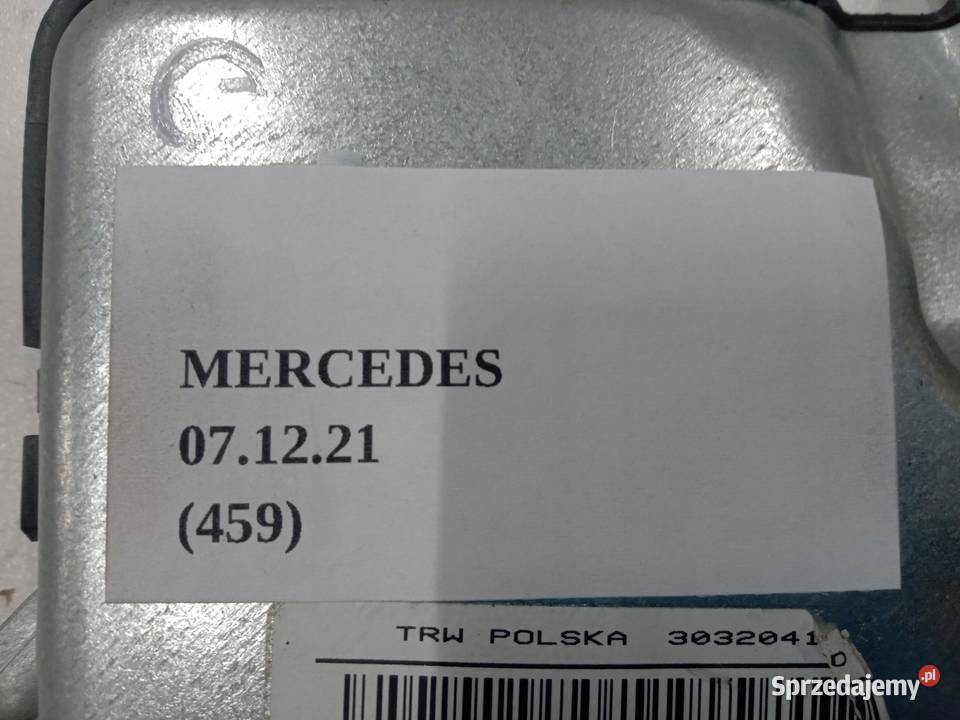 MERCEDES
07.12.21
(459)
TRW POLSKA 3032041
D
Sprzedajemy.pl